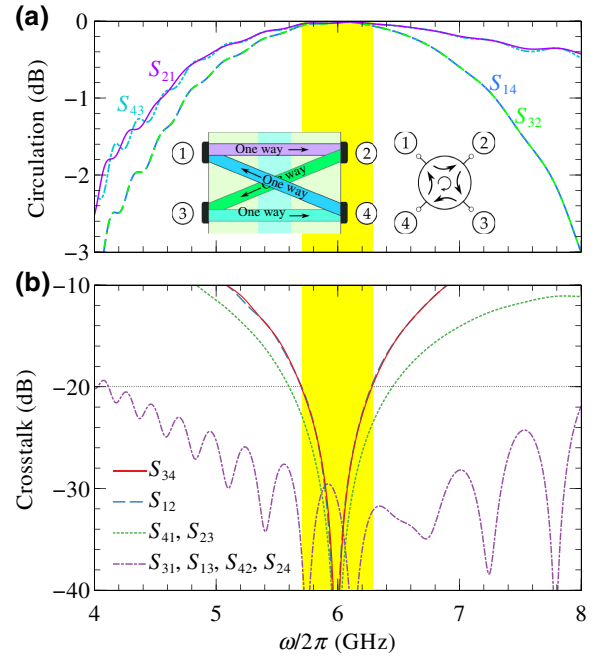 (a)
0
−1
−2
−3
Circulation (dB)
S21
S43
S14
S32
1
One way
2
One way
One way
3
One way
4
1
2
4
3
(b)
−10
−20
−30
−40
Crosstalk (dB)
S34
S12
S41, S23
S31, S13, S42, S24
4
5
6
7
8
ω/2π (GHz)